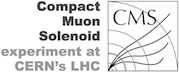 Compact
Muon
Solenoid
experiment at
CERN's LHC
CMS